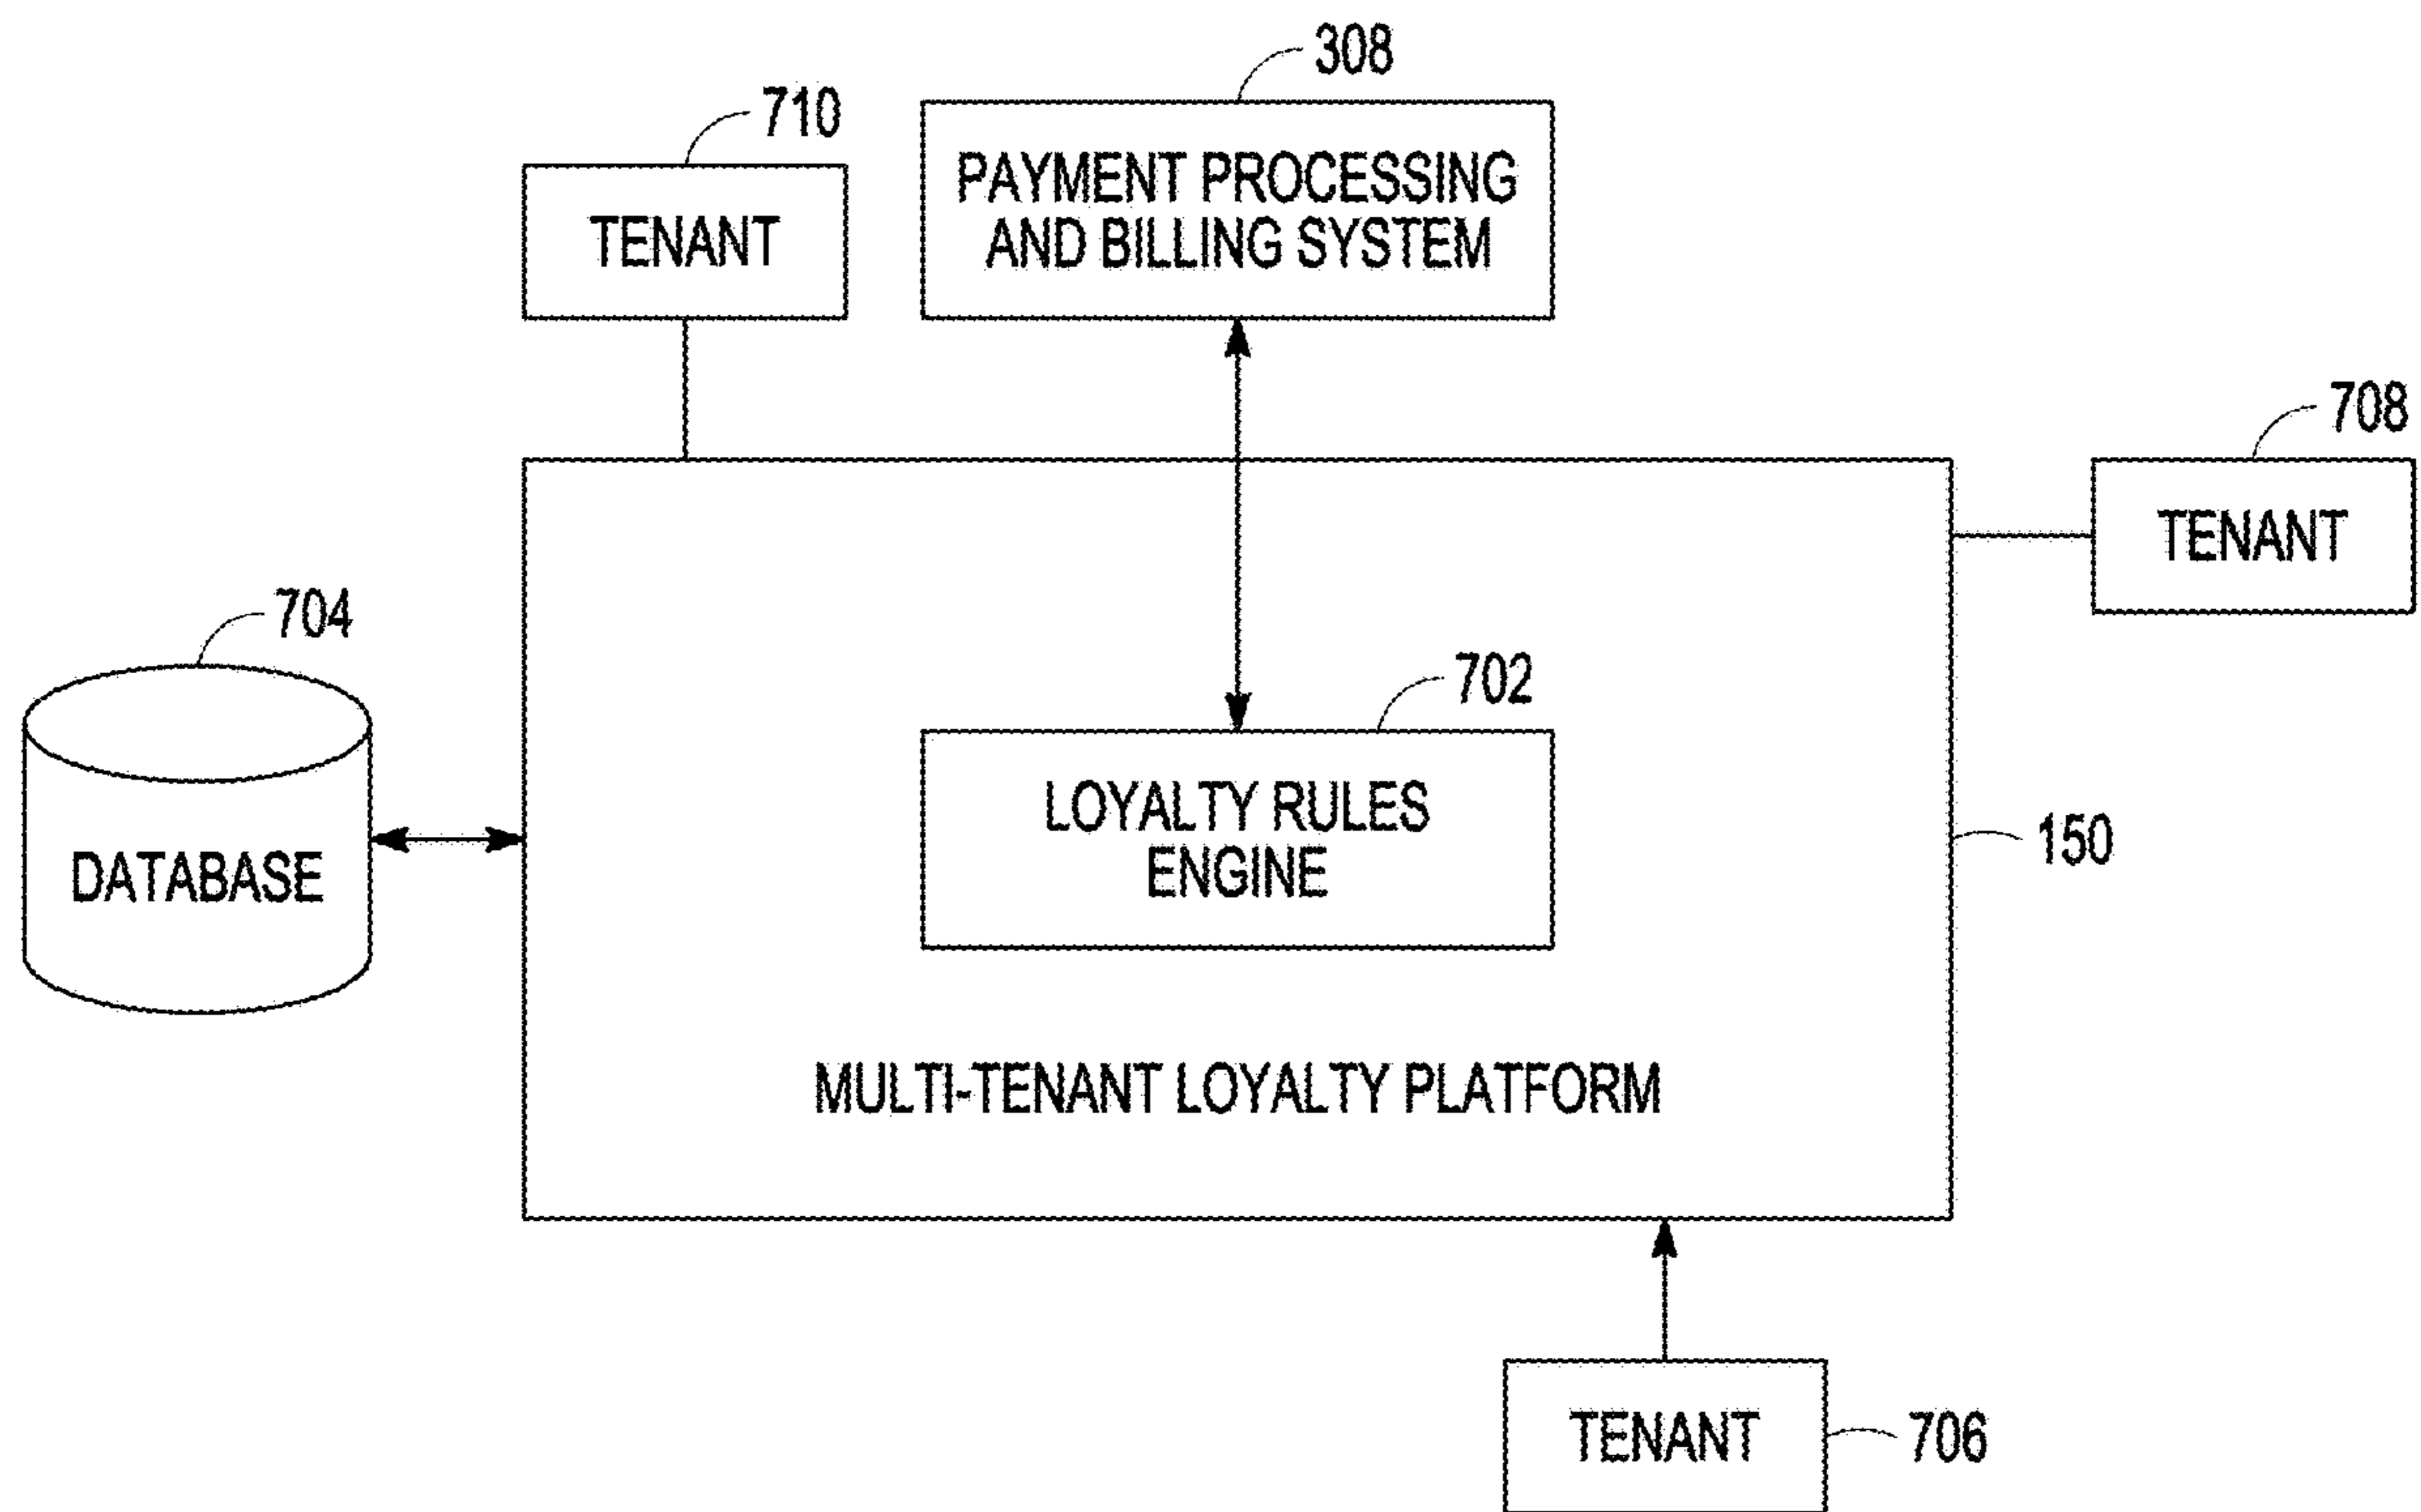 308
710
PAYMENT PROCESSING
AND BILLING SYSTEM
TENANT
708
TENANT
704
702
LOYALTY RULES
ENGINE
150
DATABASE
MULTI-TENANT LOYALTY PLATFORM
TENANT
706